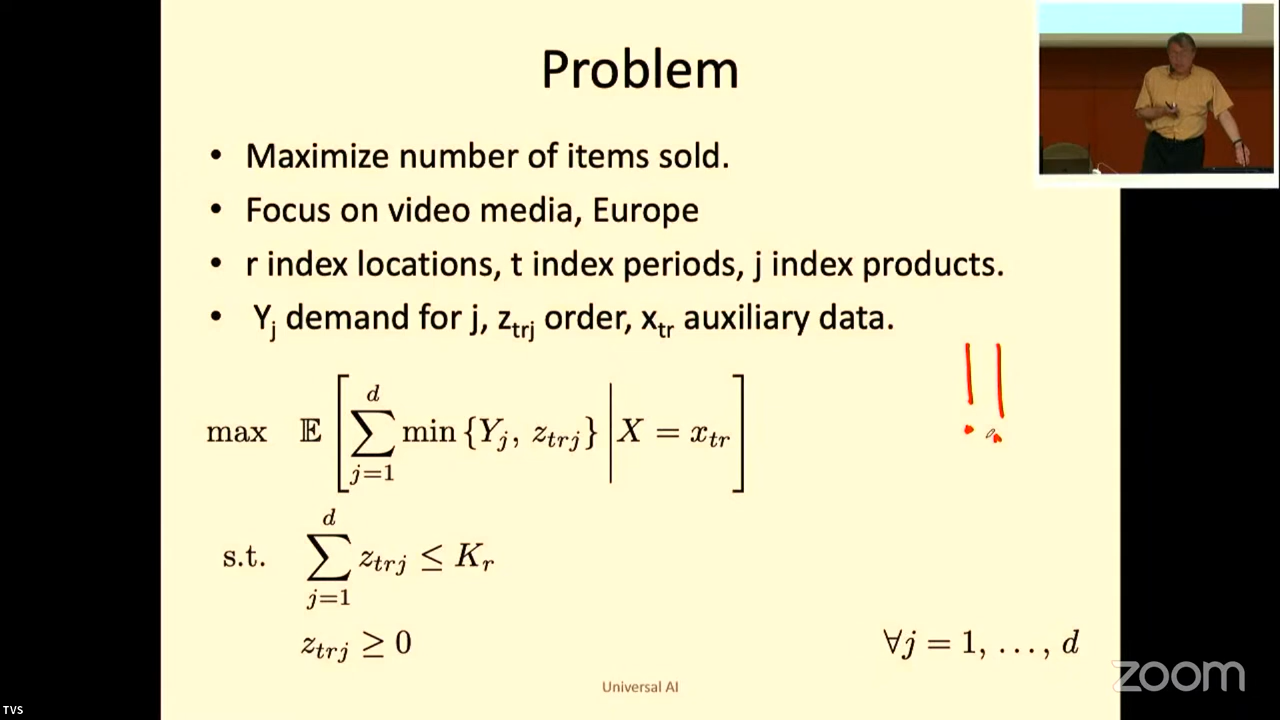 Problem
• Maximize number of items sold.
• Focus on video media, Europe
• r index locations, t index periods, j index products.
• Y_j demand for j, z_trj order, x_tr auxiliary data.
max 𝔼 [ ∑_{j=1}^{d} min {Y_j, z_trj} | X = x_tr ]
s.t. ∑_{j=1}^{d} z_trj ≤ K_r
z_trj ≥ 0 ∀j = 1, …, d
!!
Universal AI
zoom
TVS